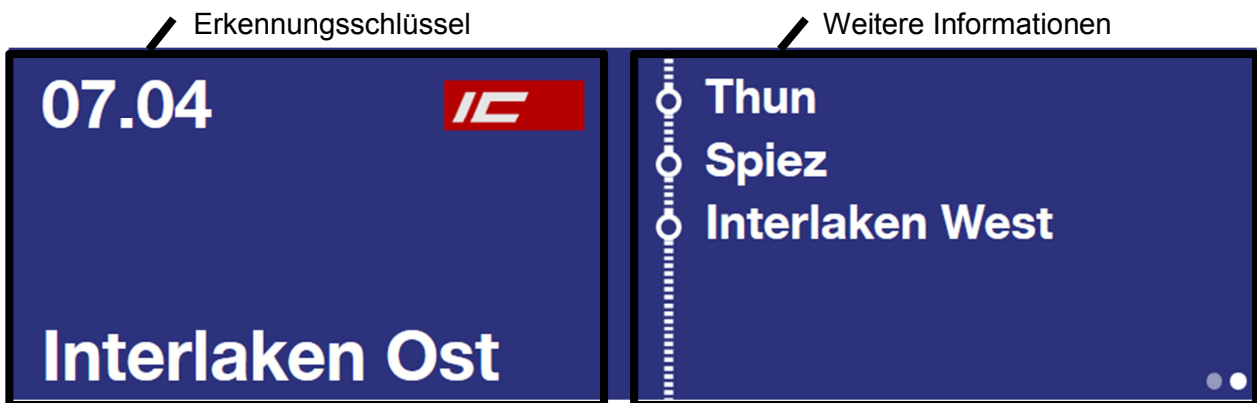 Erkennungsschlüssel
Weitere Informationen
07.04 IC
Interlaken Ost
Thun
Spiez
Interlaken West